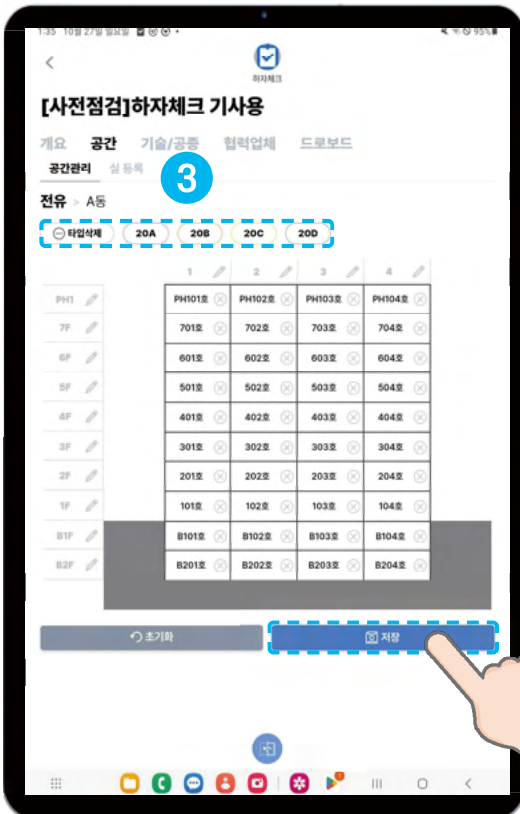 1:35 10월 27일 일요일
95%
하자체크
[사전점검]하자체크 기사용
개요 공간 기술/공종 협력업체 드로보드
공간관리 실 등록
3
전유 > A동
타입삭제 20A 20B 20C 20D
1 2 3 4
PH1 PH101호 PH102호 PH103호 PH104호
7F 701호 702호 703호 704호
6F 601호 602호 603호 604호
5F 501호 502호 503호 504호
4F 401호 402호 403호 404호
3F 301호 302호 303호 304호
2F 201호 202호 203호 204호
1F 101호 102호 103호 104호
B1F B101호 B102호 B103호 B104호
B2F B201호 B202호 B203호 B204호
초기화 저장